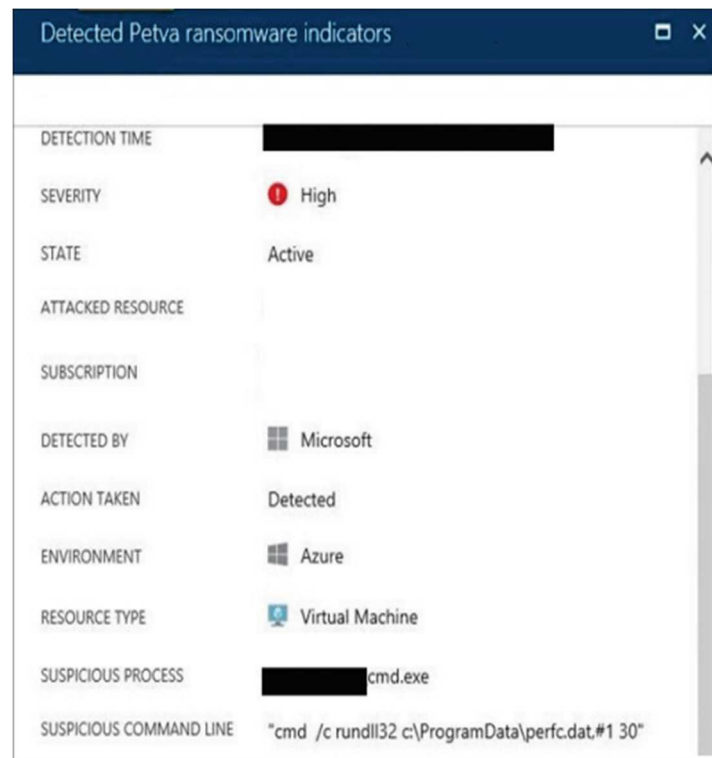 Detected Petva ransomware indicators
DETECTION TIME
SEVERITY High
STATE Active
ATTACKED RESOURCE
SUBSCRIPTION
DETECTED BY Microsoft
ACTION TAKEN Detected
ENVIRONMENT Azure
RESOURCE TYPE Virtual Machine
SUSPICIOUS PROCESS cmd.exe
SUSPICIOUS COMMAND LINE "cmd /c rundll32 c:\ProgramData\perfc.dat,#1 30"